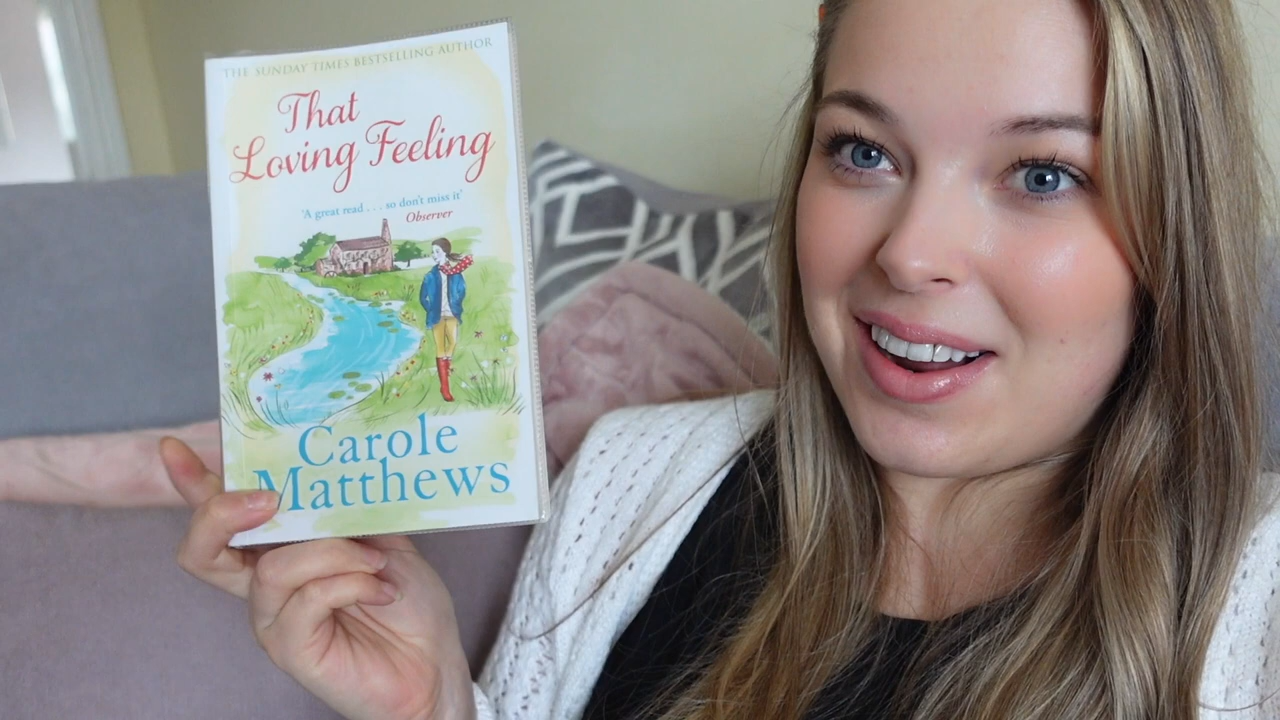 THE SUNDAY TIMES BESTSELLING AUTHOR
That
Loving Feeling
'A great read . . . so don't miss it'
Observer
Carole
Matthews